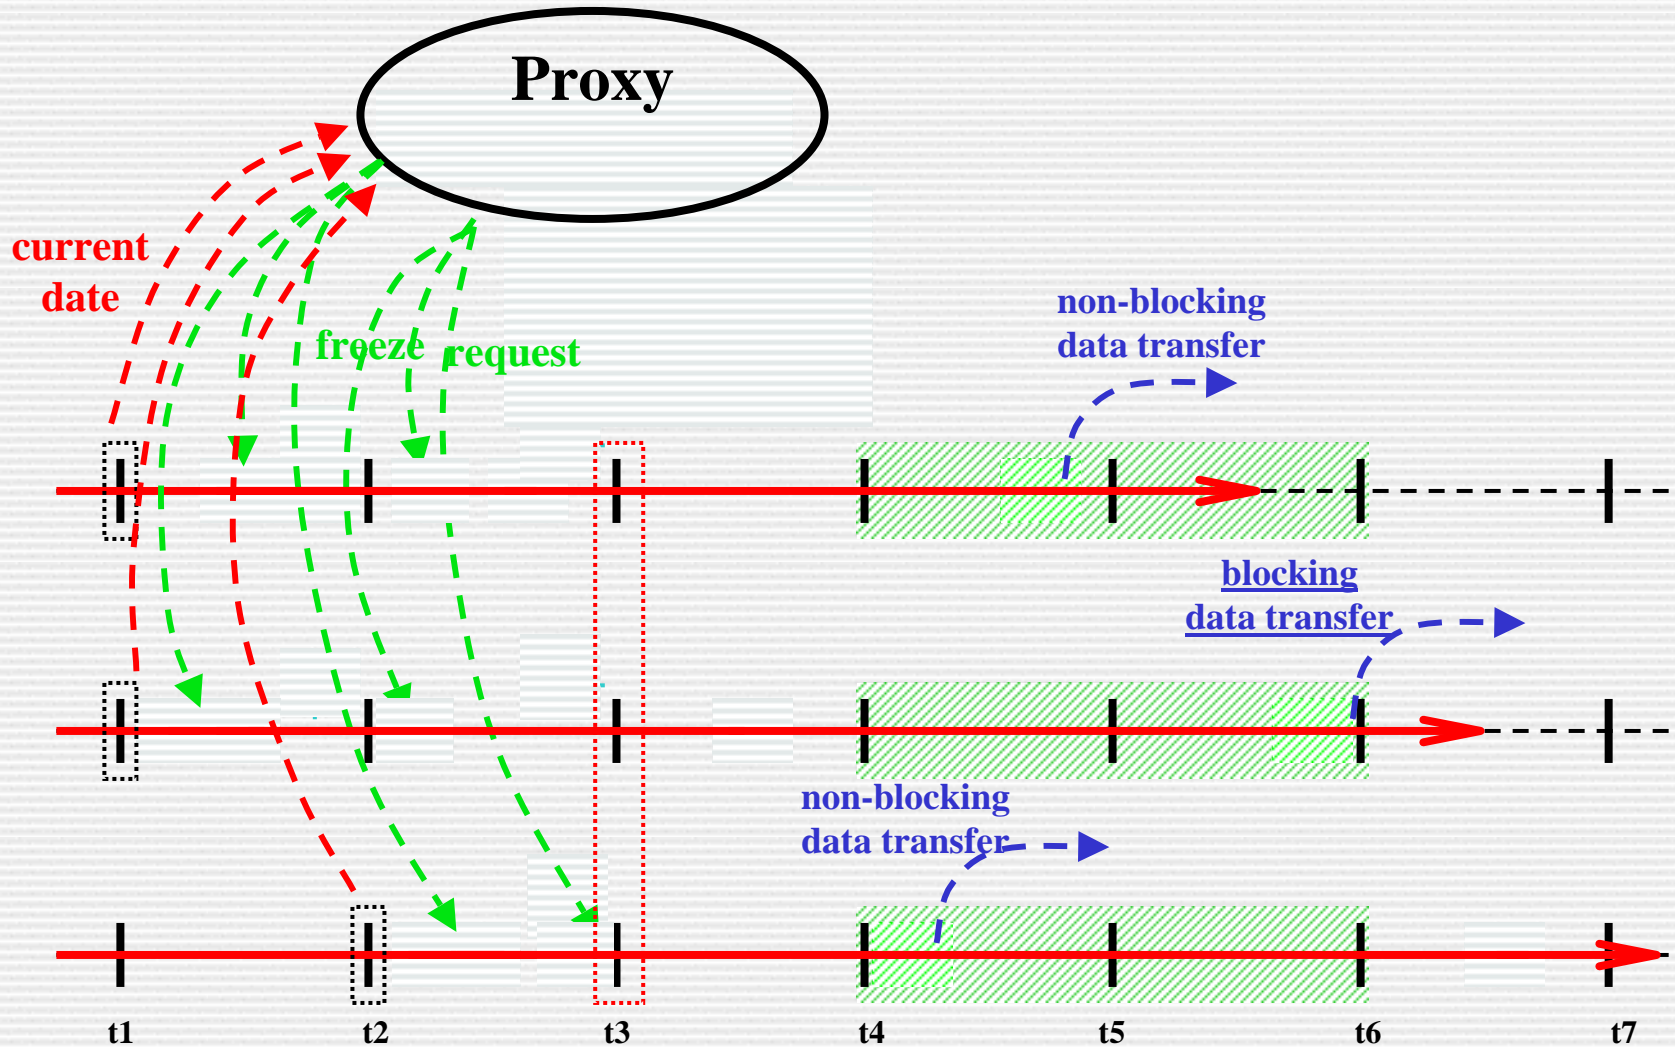 Proxy
current
date
freeze request
non-blocking
data transfer
blocking
data transfer
non-blocking
data transfer
t1 t2 t3 t4 t5 t6 t7